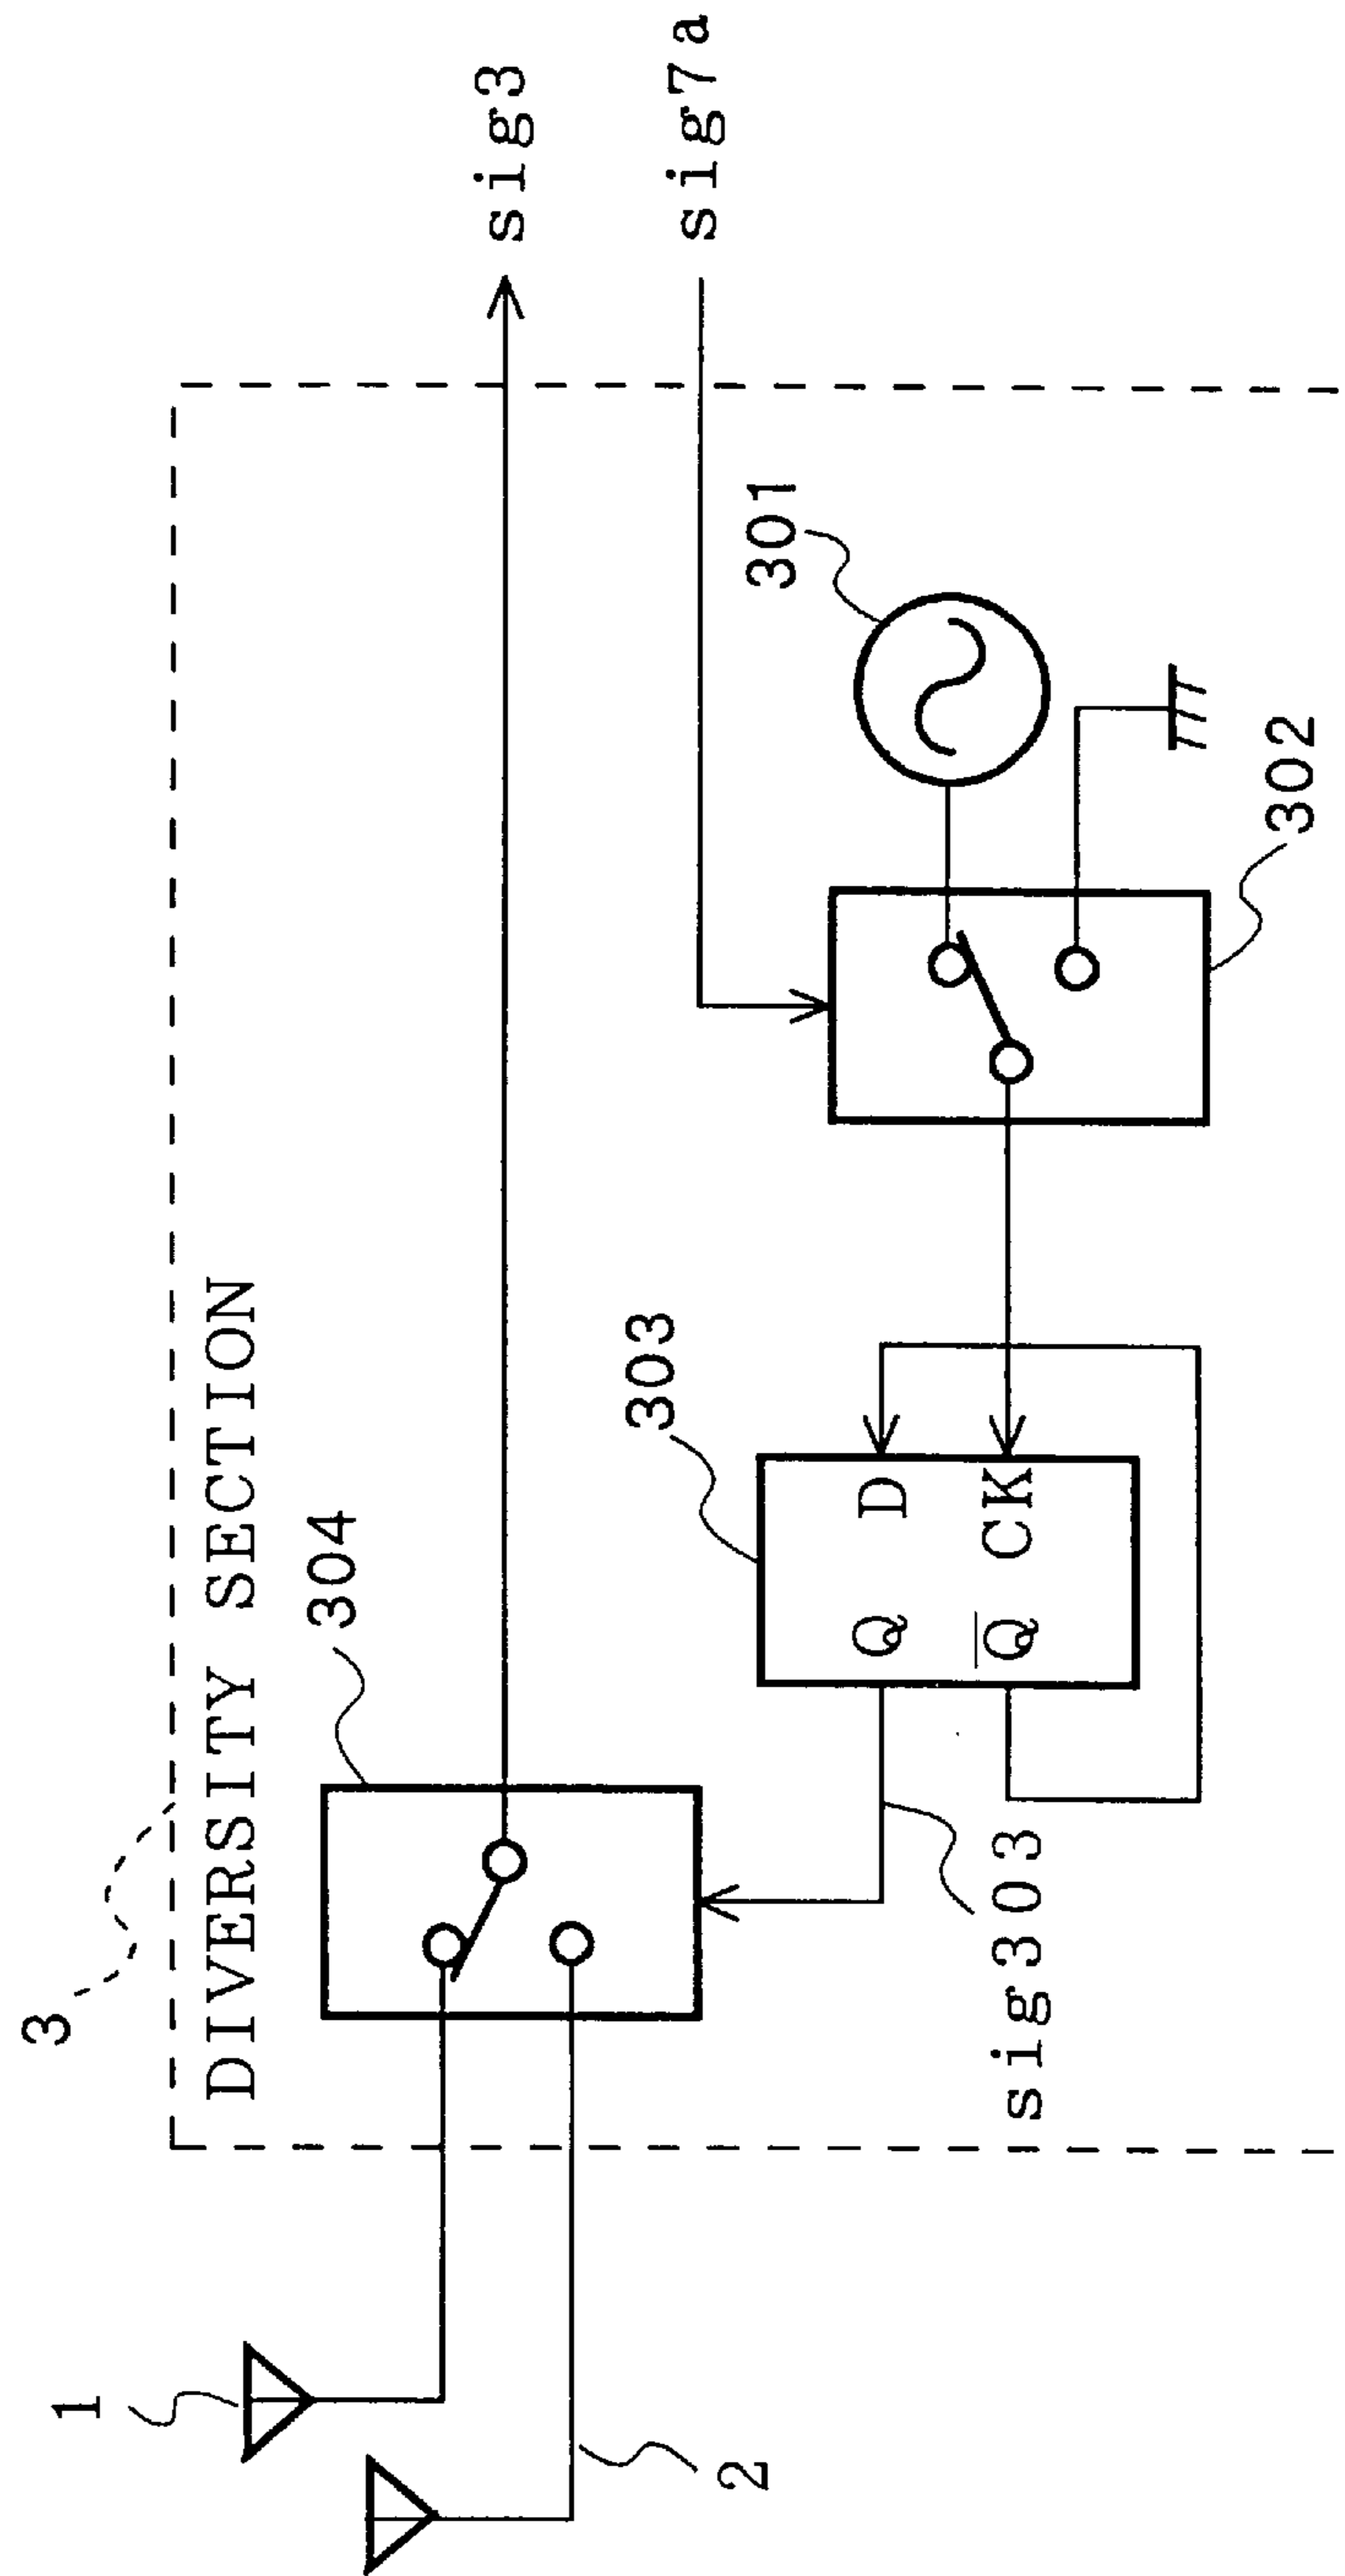 3
DIVERSITY SECTION
1
304
sig3
2
sig7a
303
301
Q D
Q̅ CK
sig303
302